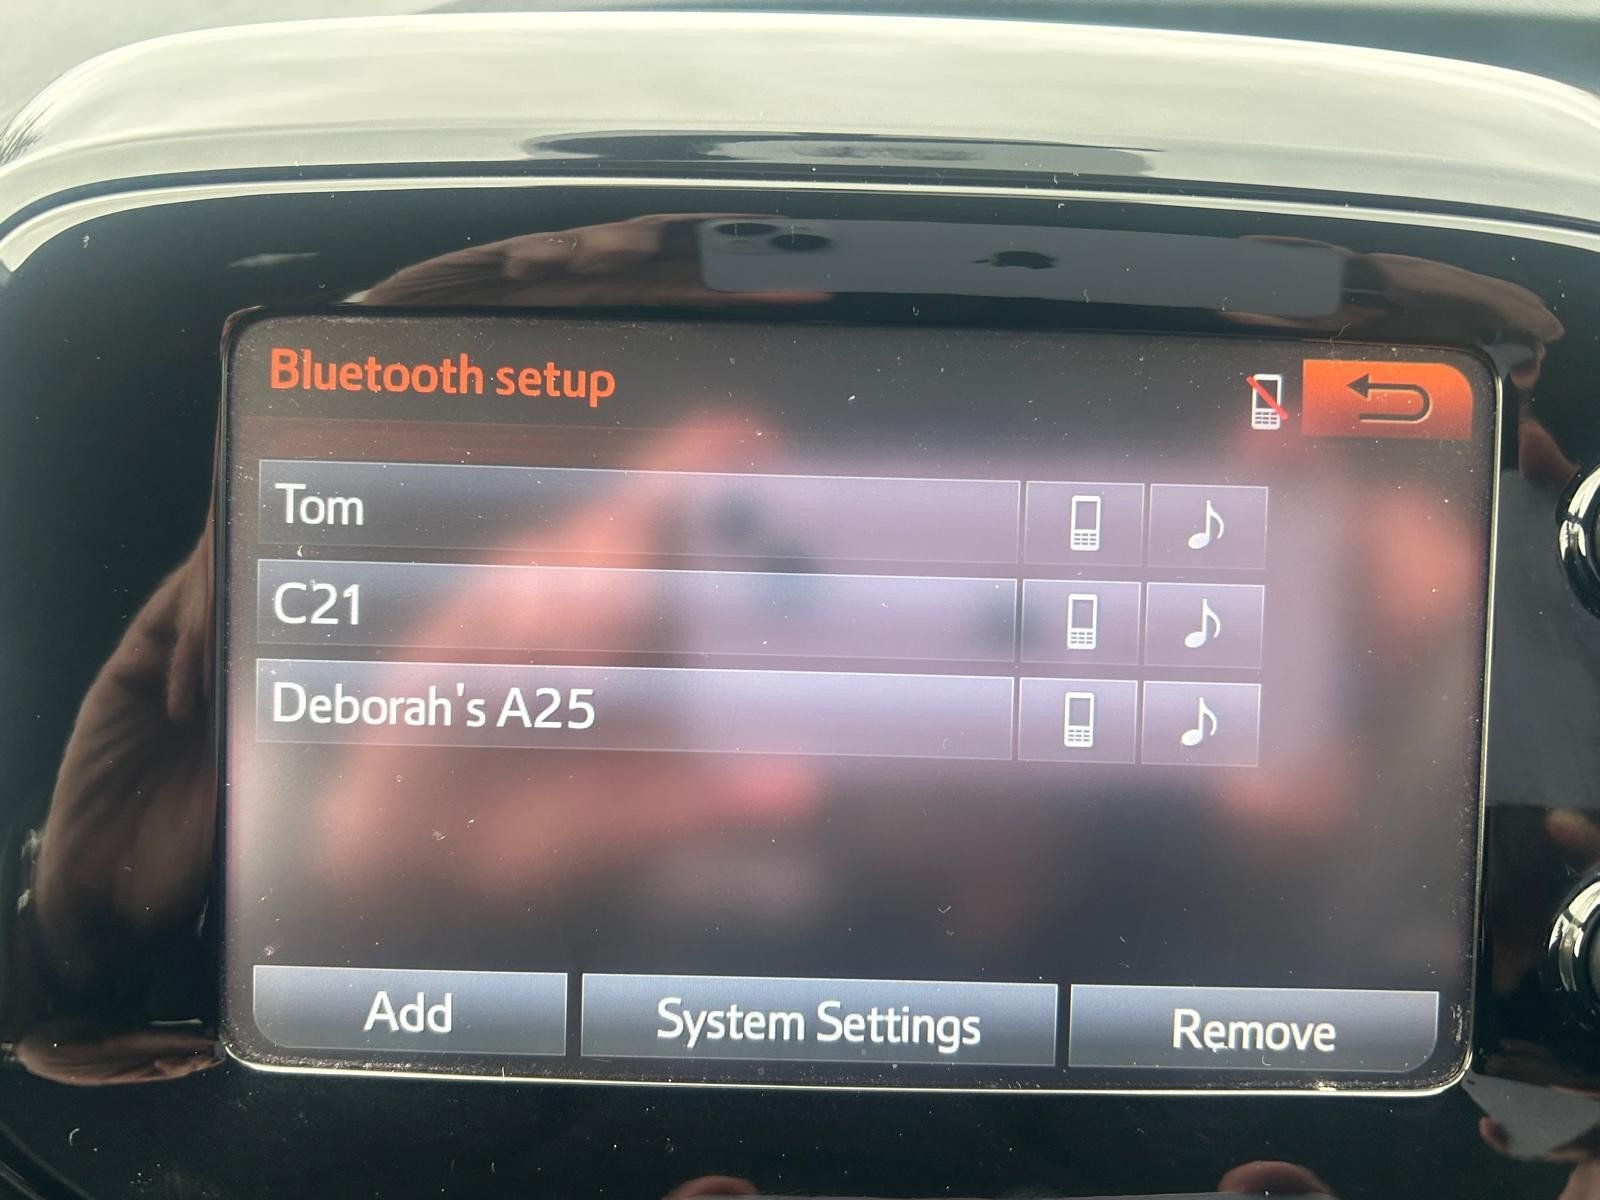 Bluetooth setup
Tom
C21
Deborah's A25
Add
System Settings
Remove